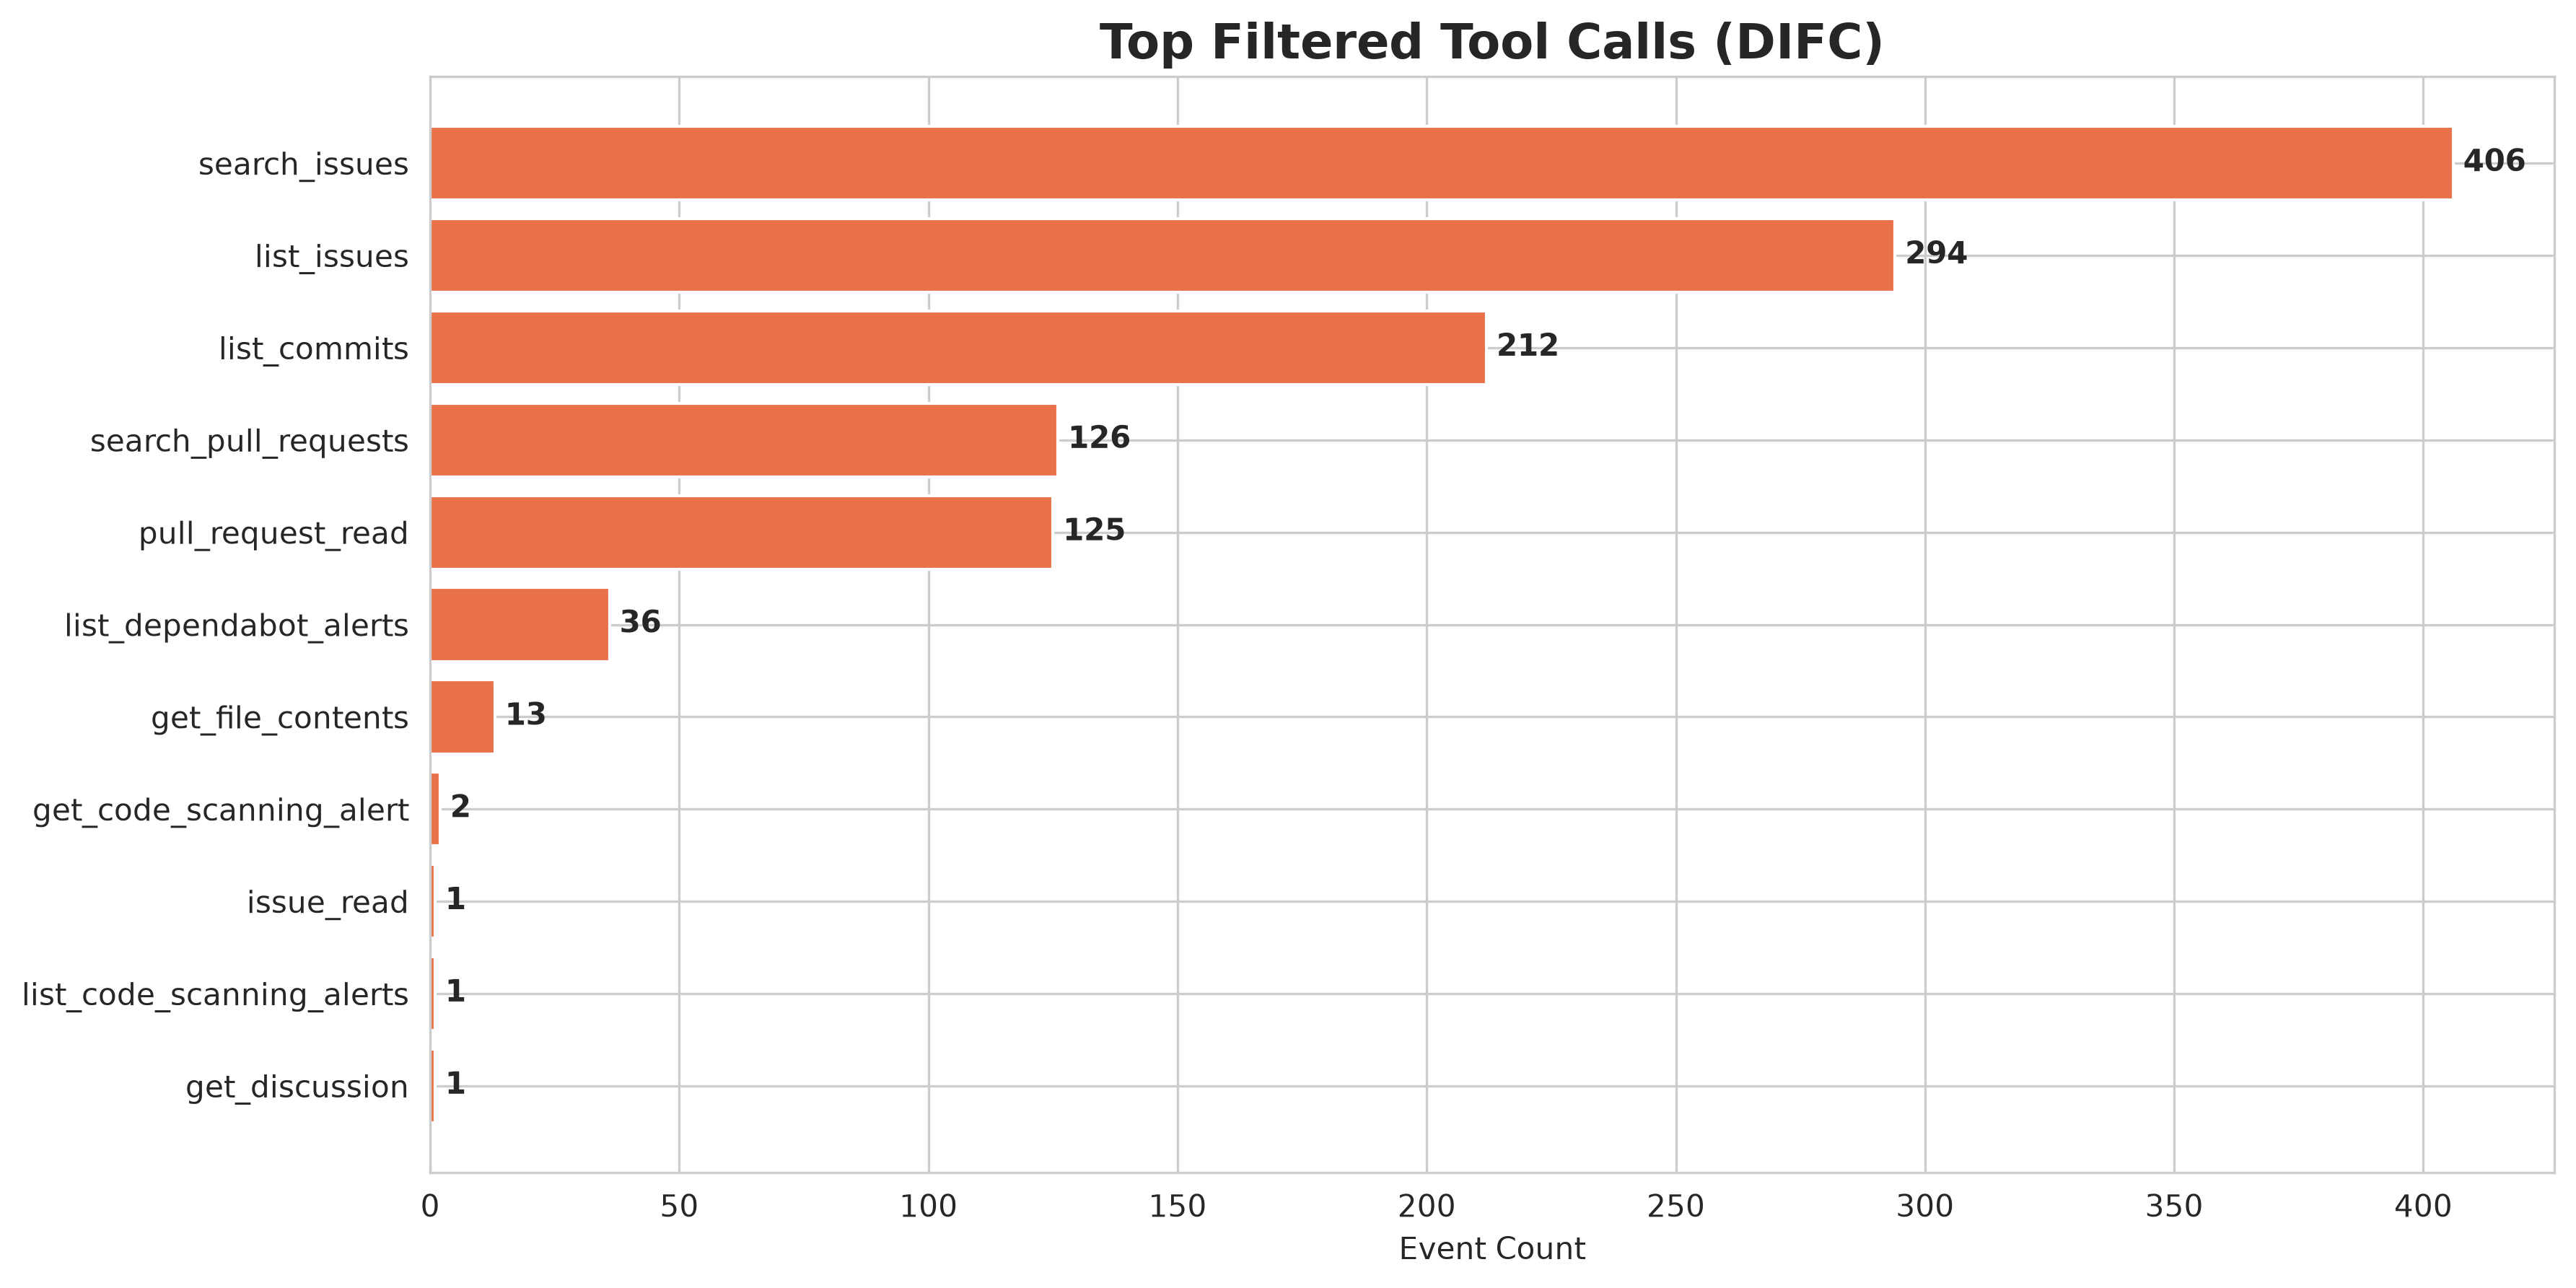 Top Filtered Tool Calls (DIFC)
search_issues 406
list_issues 294
list_commits 212
search_pull_requests 126
pull_request_read 125
list_dependabot_alerts 36
get_file_contents 13
get_code_scanning_alert 2
issue_read 1
list_code_scanning_alerts 1
get_discussion 1
0 50 100 150 200 250 300 350 400
Event Count